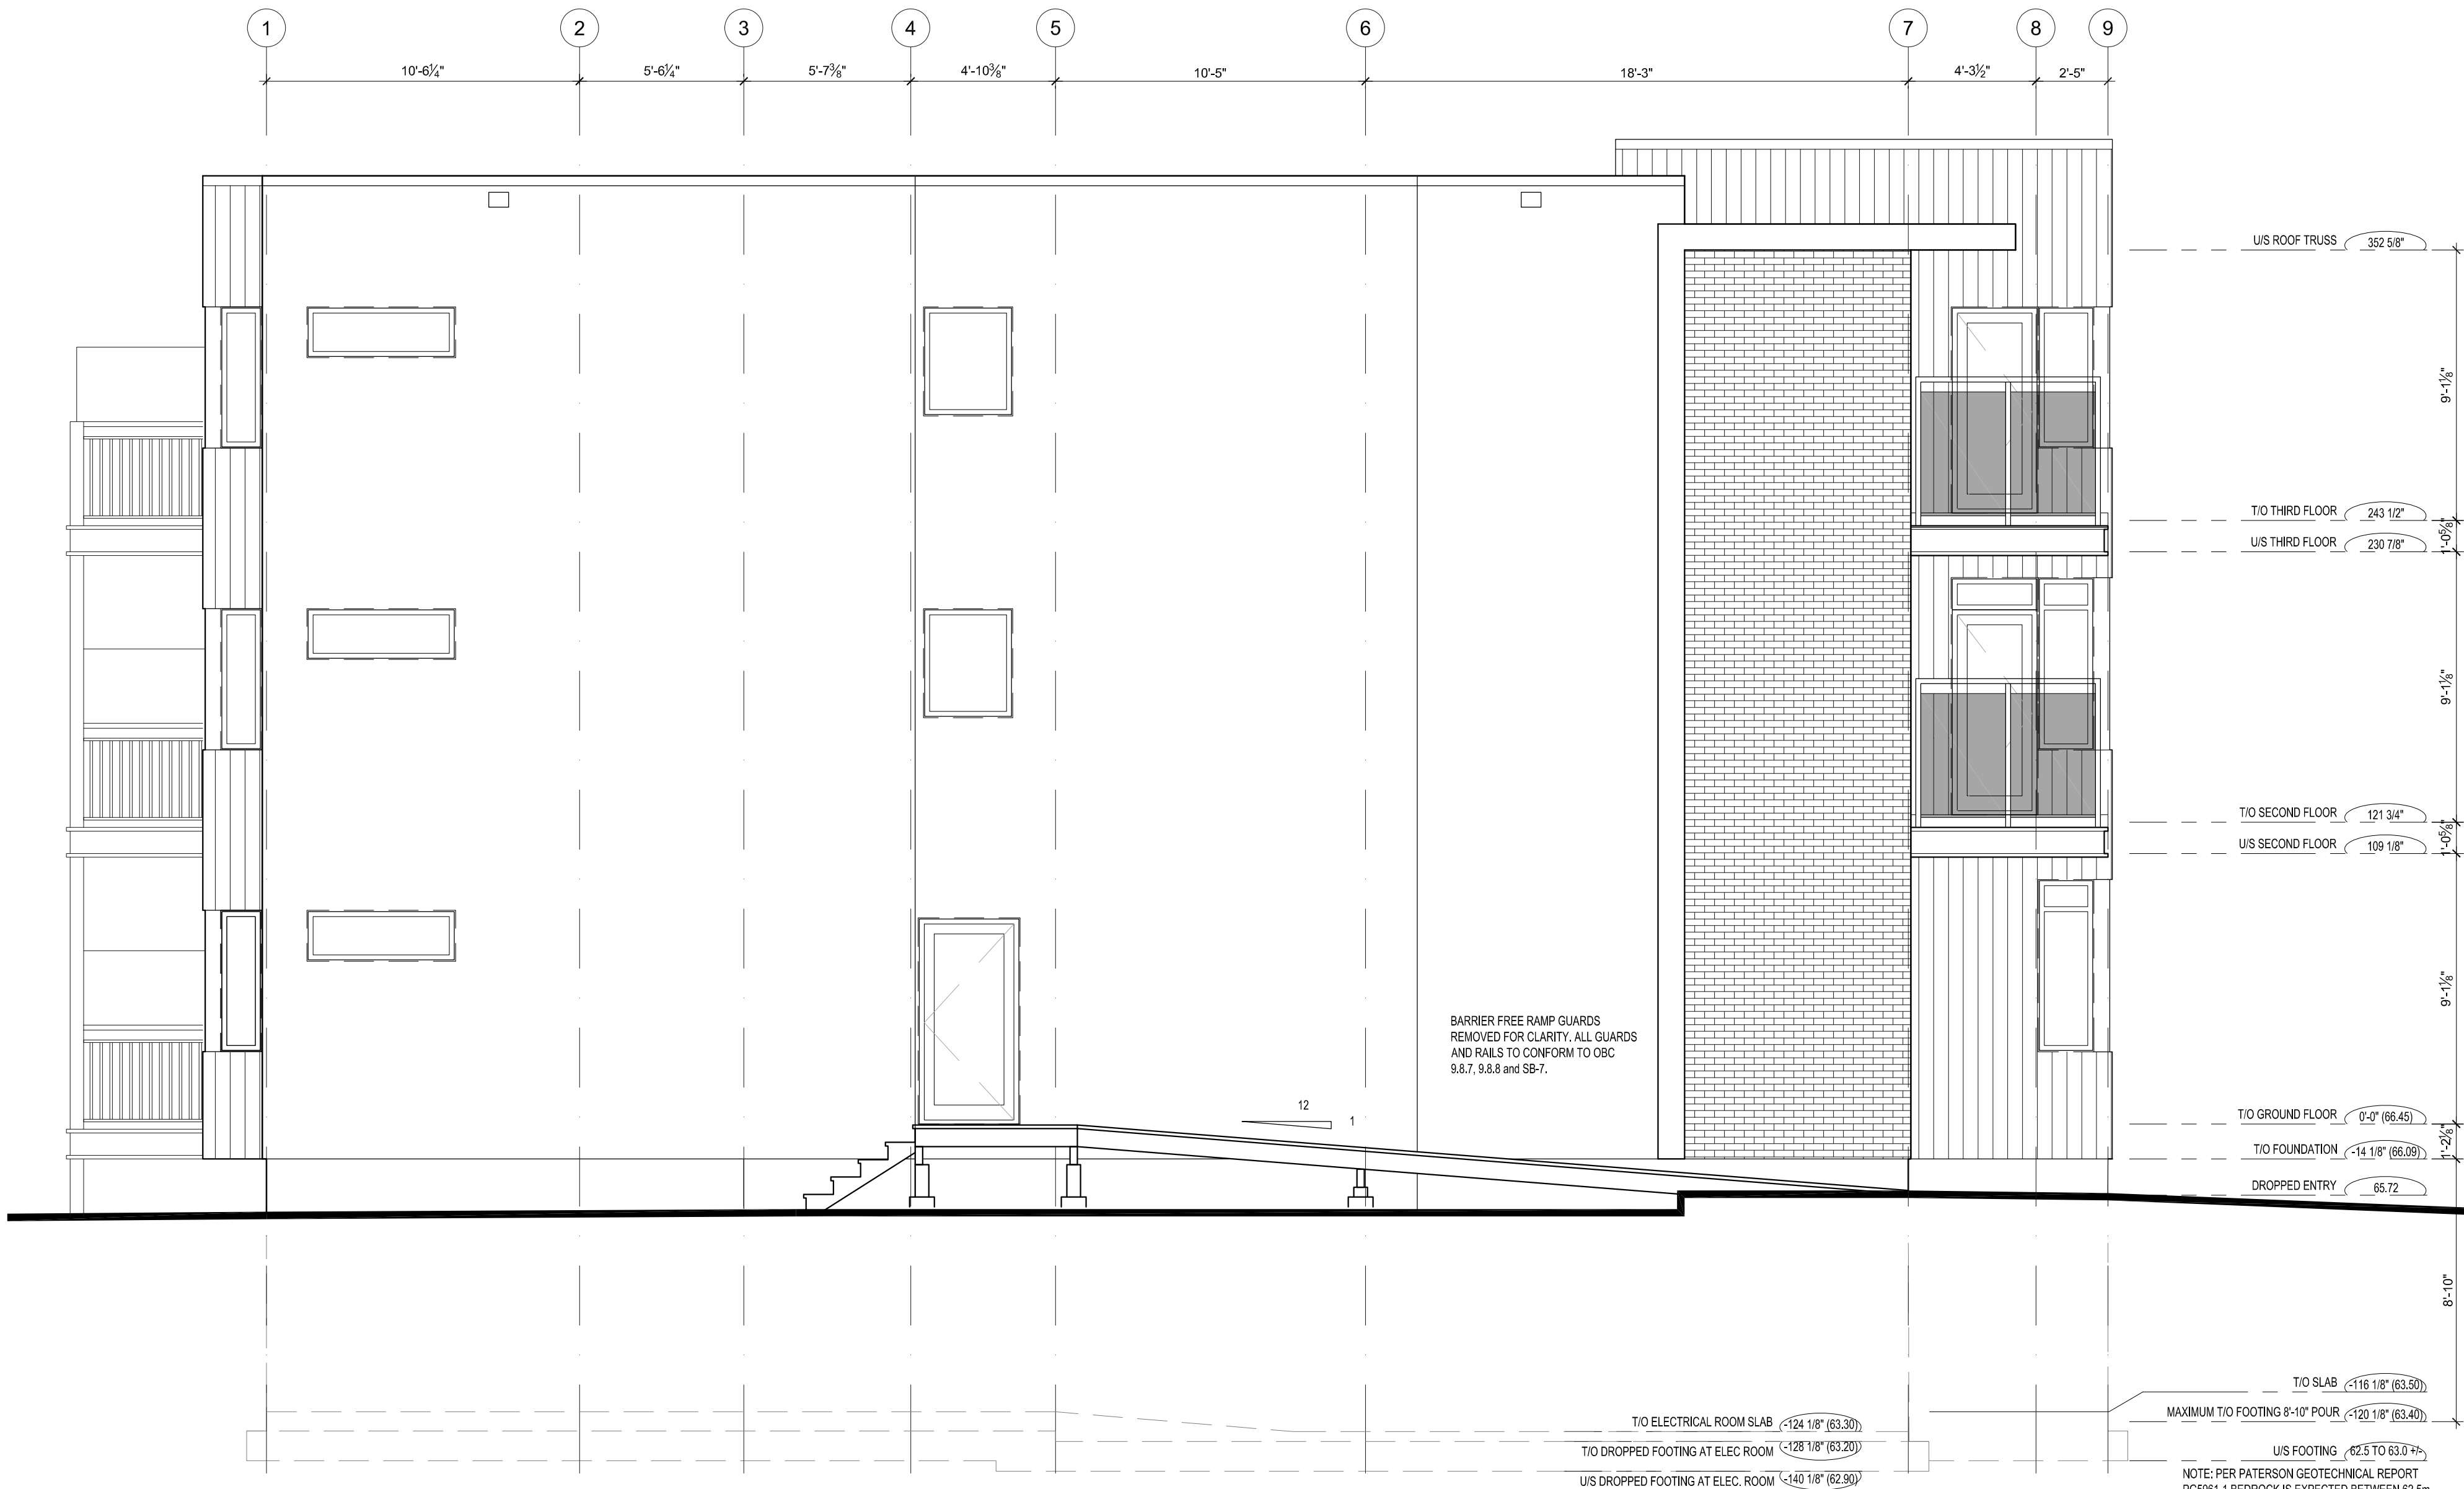 1 2 3 4 5 6 7 8 9
10'-6¼" 5'-6¼" 5'-7⅜" 4'-10⅜" 10'-5" 18'-3" 4'-3½" 2'-5"
U/S ROOF TRUSS 352 5/8"
9'-1⅛"
T/O THIRD FLOOR 243 1/2"
1'-0⅝"
U/S THIRD FLOOR 230 7/8"
9'-1⅛"
T/O SECOND FLOOR 121 3/4"
1'-0⅝"
U/S SECOND FLOOR 109 1/8"
9'-1⅛"
BARRIER FREE RAMP GUARDS
REMOVED FOR CLARITY. ALL GUARDS
AND RAILS TO CONFORM TO OBC
9.8.7, 9.8.8 and SB-7.
12
1
T/O GROUND FLOOR 0'-0" (66.45)
1'-2⅛"
T/O FOUNDATION -14 1/8" (66.09)
DROPPED ENTRY 65.72
8'-10"
T/O SLAB -116 1/8" (63.50)
MAXIMUM T/O FOOTING 8'-10" POUR -120 1/8" (63.40)
T/O ELECTRICAL ROOM SLAB -124 1/8" (63.30)
T/O DROPPED FOOTING AT ELEC ROOM -128 1/8" (63.20)
U/S FOOTING 62.5 TO 63.0 +/-
U/S DROPPED FOOTING AT ELEC. ROOM -140 1/8" (62.90)
NOTE: PER PATERSON GEOTECHNICAL REPORT
PG5061-1 BEDROCK IS EXPECTED BETWEEN 62.5m